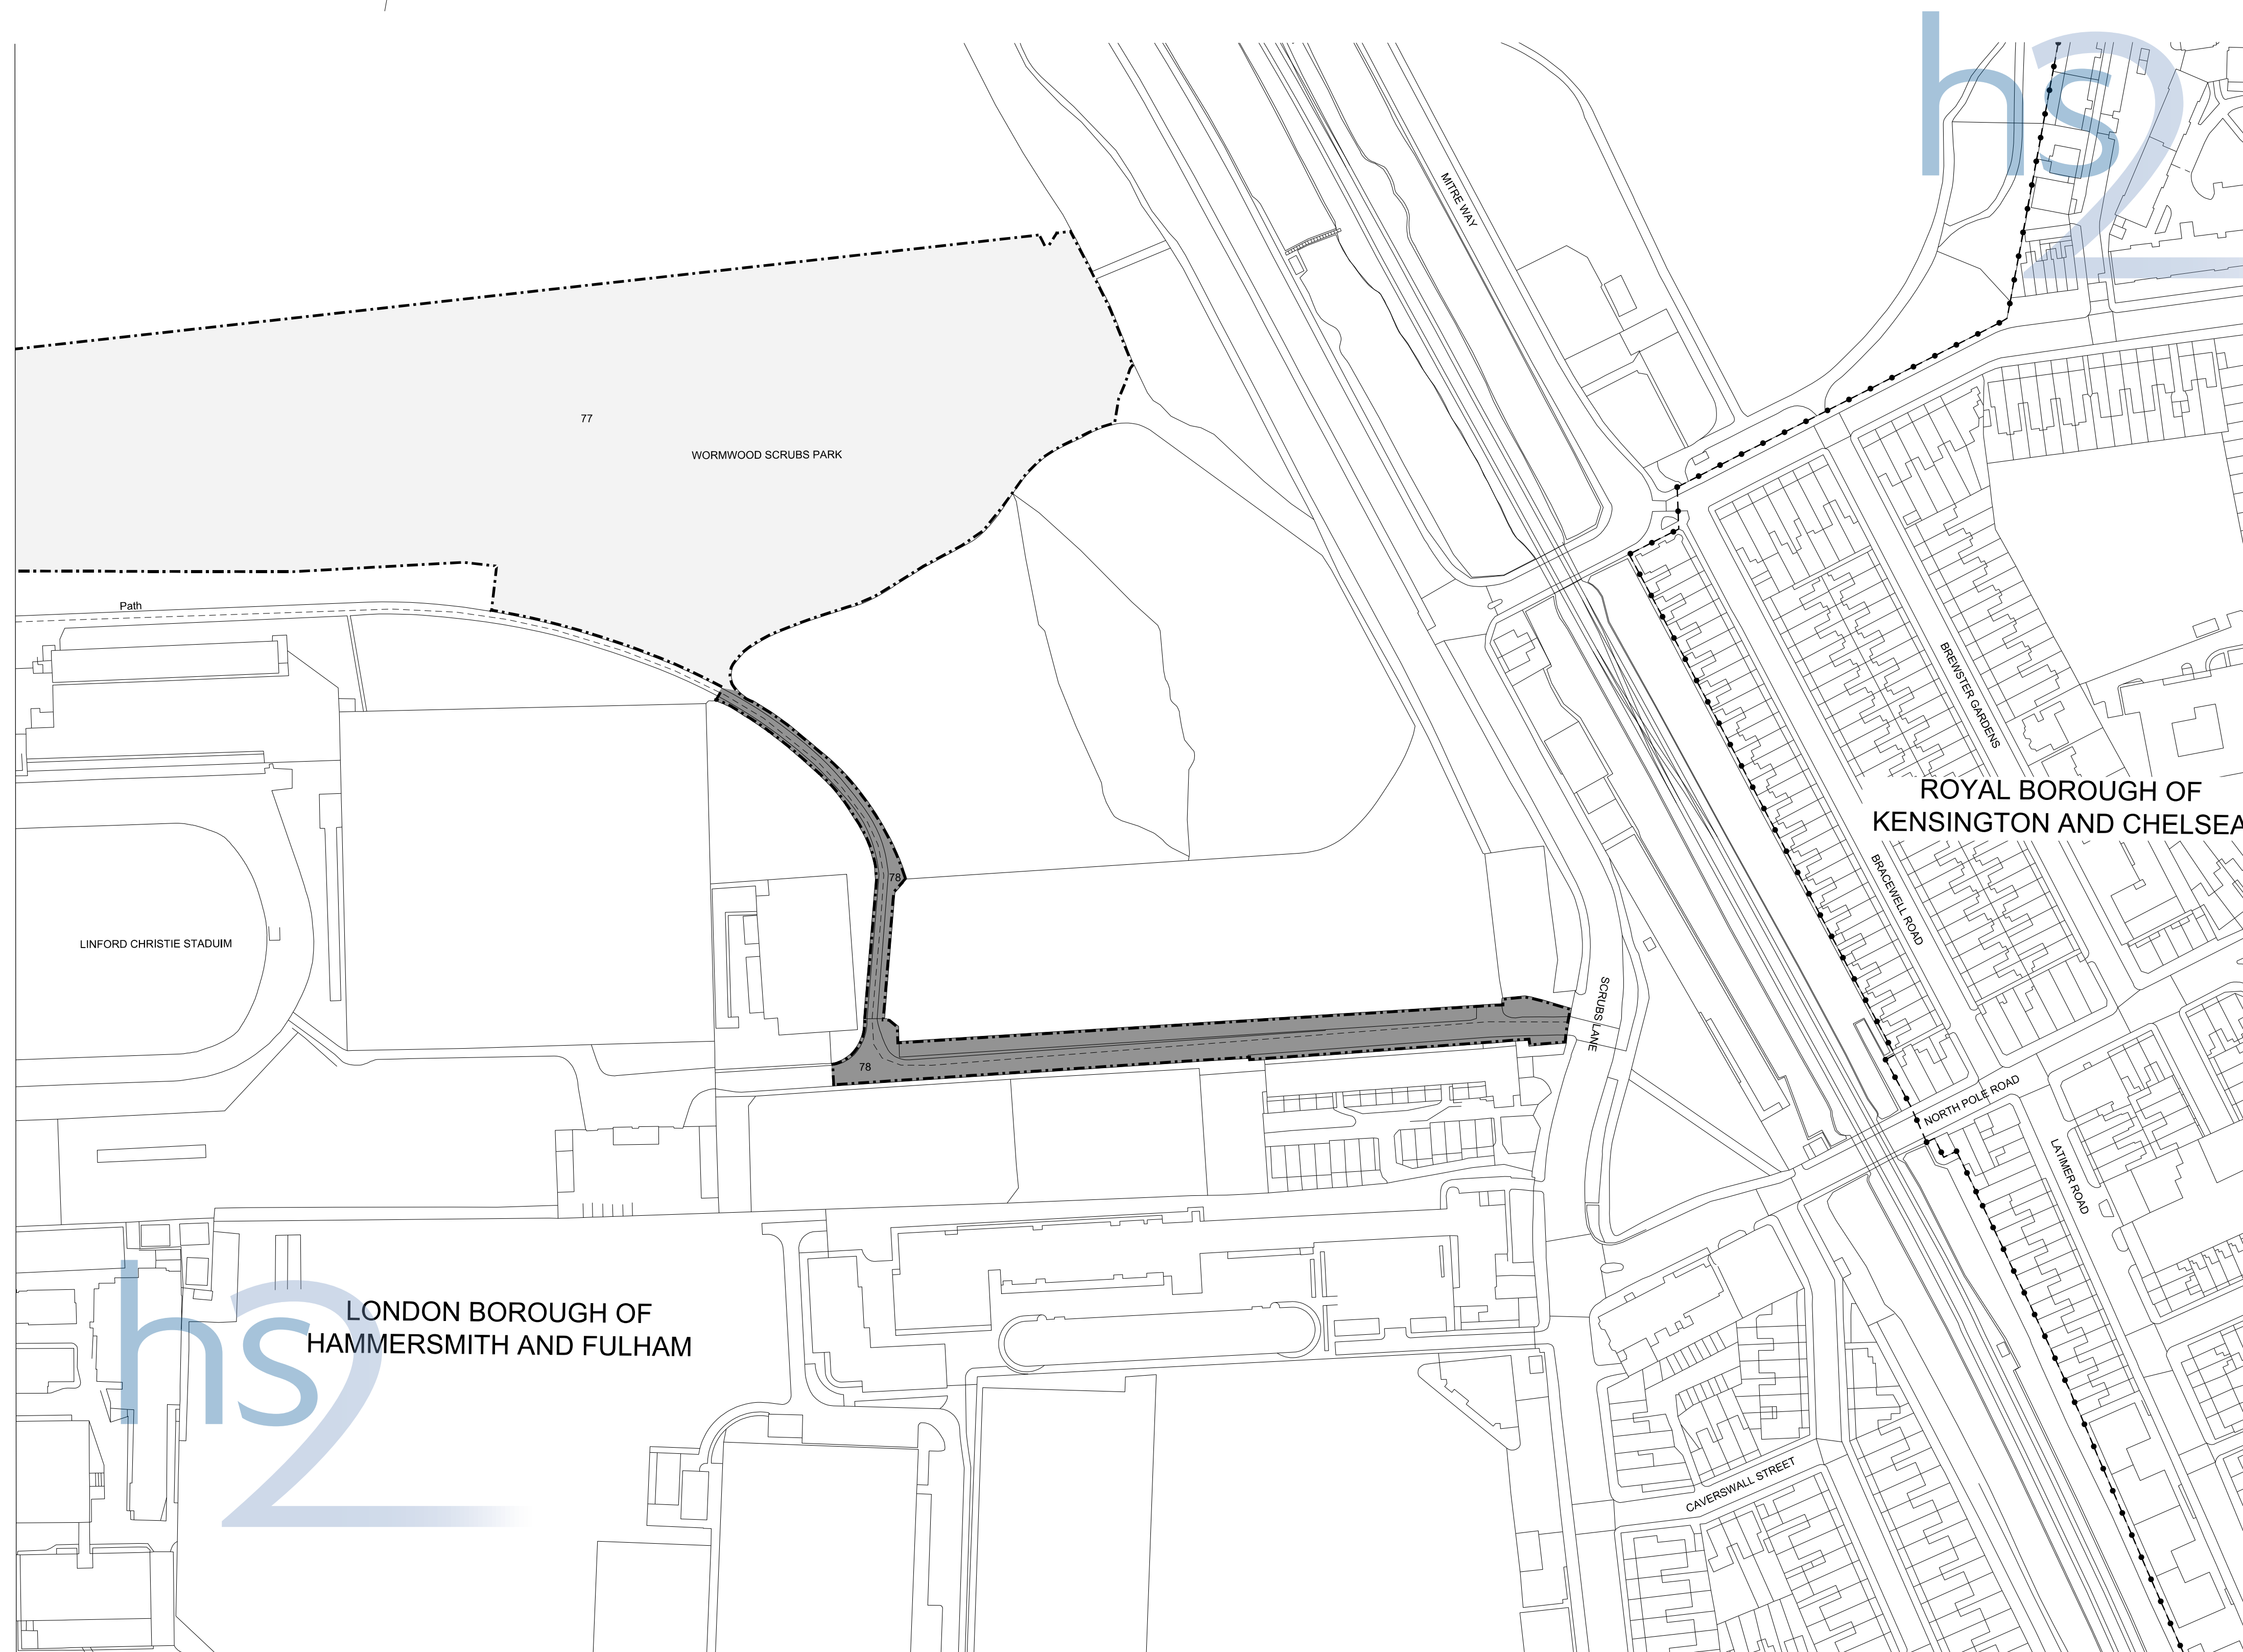 hs2
MITRE WAY
77
WORMWOOD SCRUBS PARK
Path
BREWSTER GARDENS
ROYAL BOROUGH OF
KENSINGTON AND CHELSEA
78
BRACEWELL ROAD
LINFORD CHRISTIE STADUIM
SCRUBS LANE
78
NORTH POLE ROAD
LATIMER ROAD
hs2
LONDON BOROUGH OF
HAMMERSMITH AND FULHAM
CAVERSWALL STREET